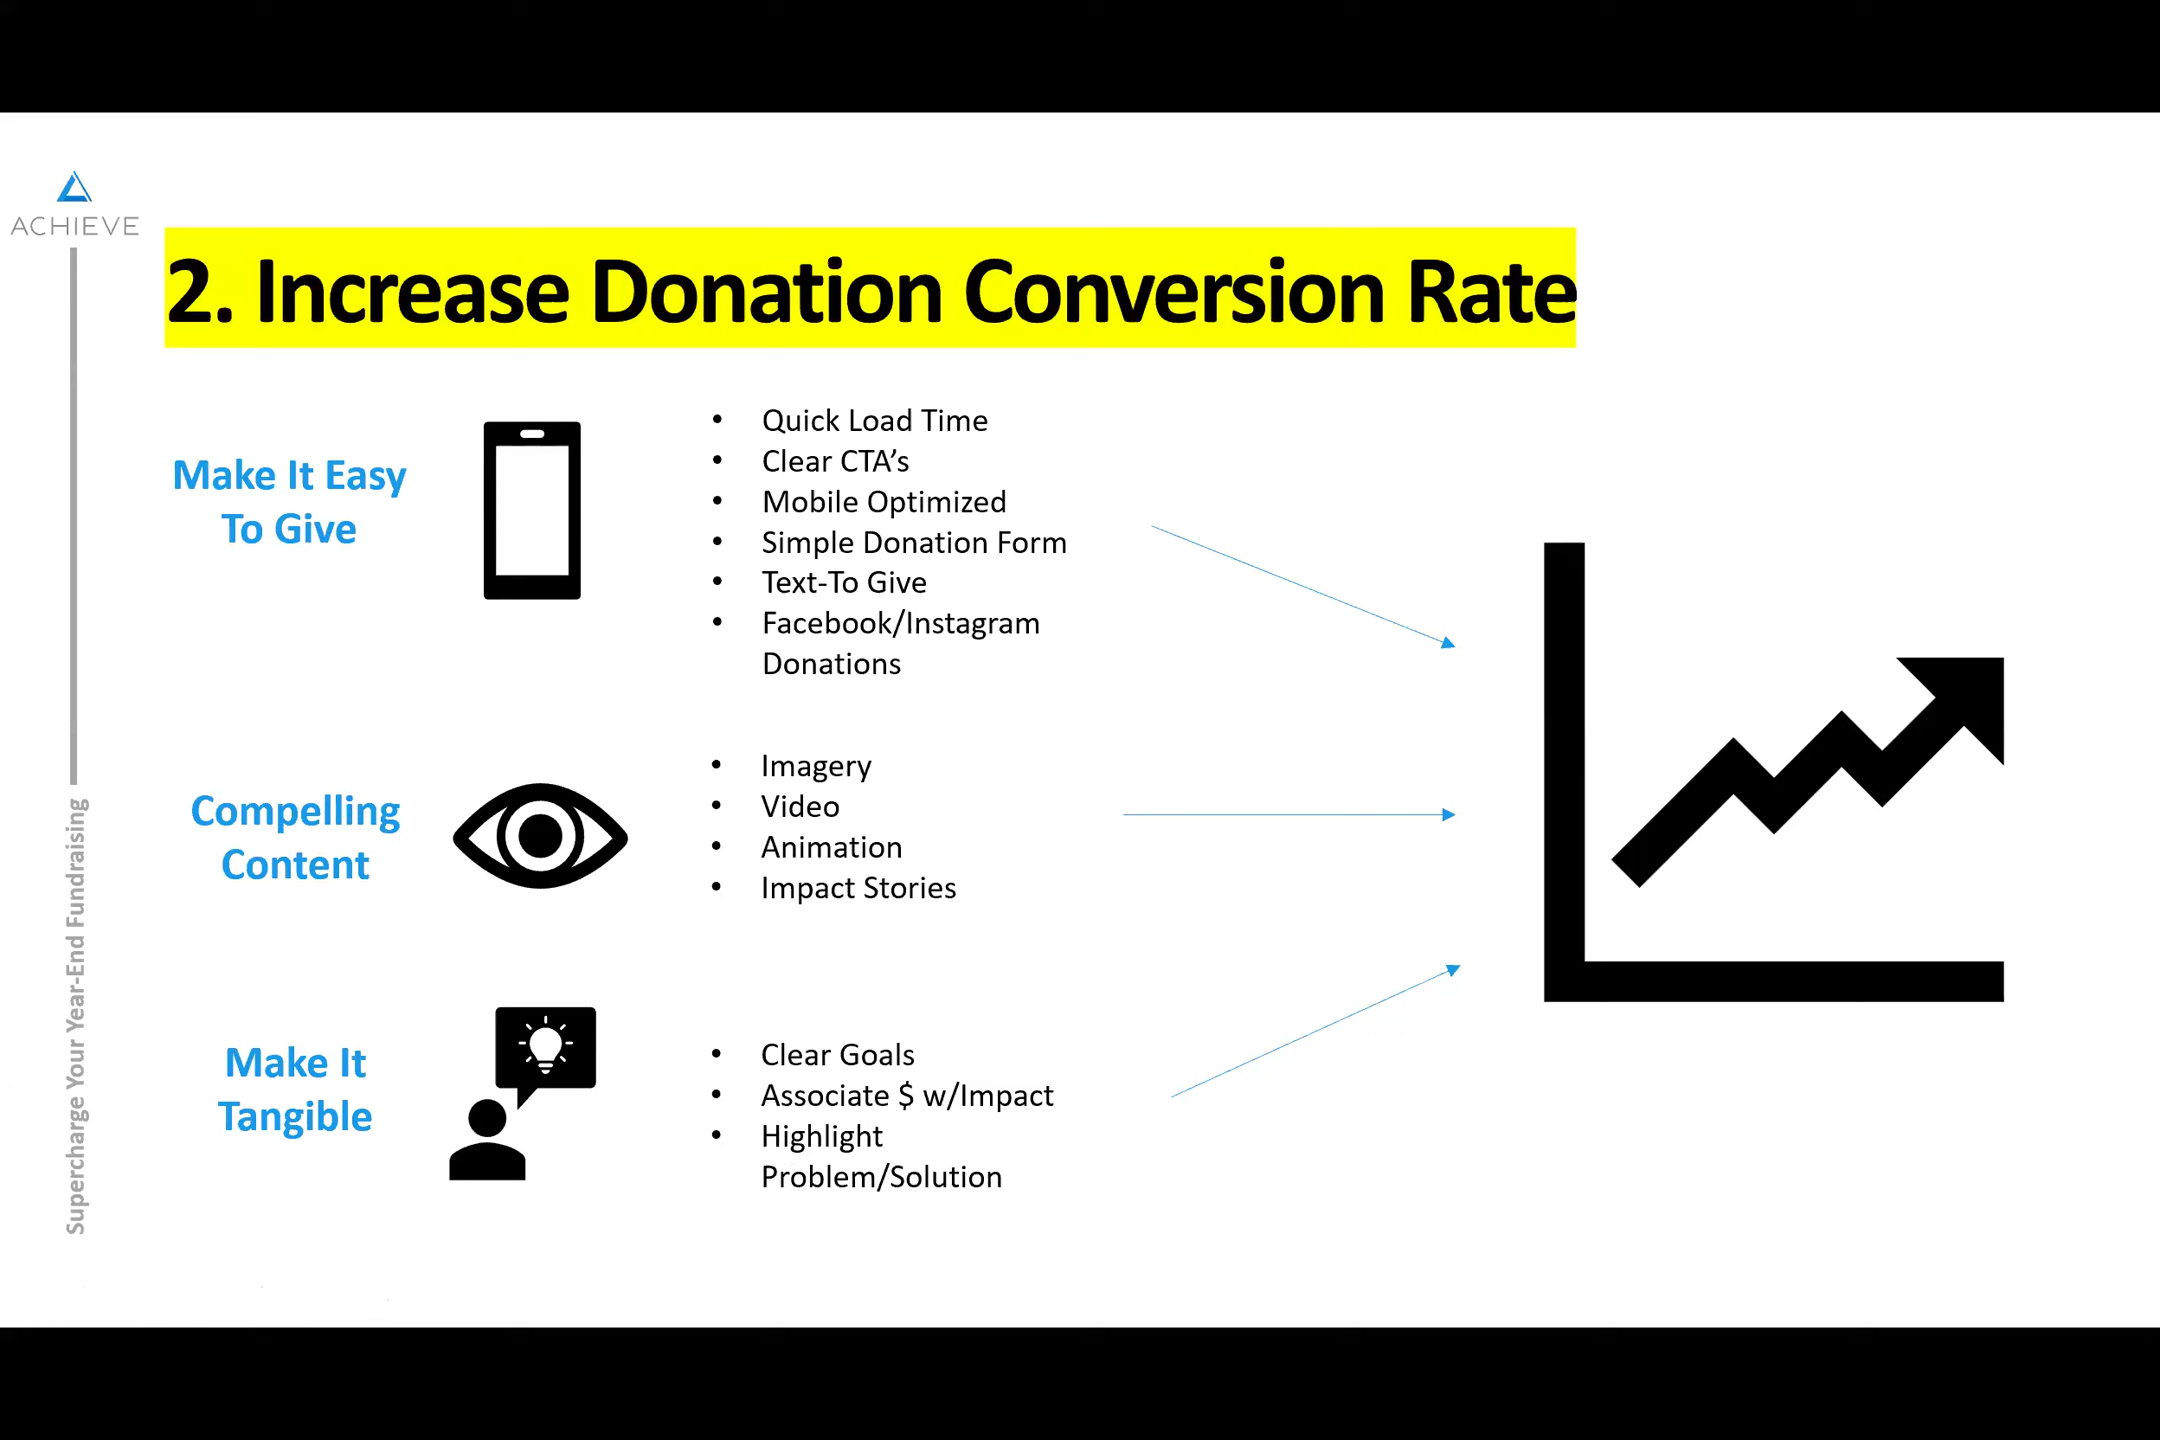 ACHIEVE
2. Increase Donation Conversion Rate
Make It Easy
To Give
• Quick Load Time
• Clear CTA’s
• Mobile Optimized
• Simple Donation Form
• Text-To Give
• Facebook/Instagram
Donations
Compelling
Content
• Imagery
• Video
• Animation
• Impact Stories
Make It
Tangible
• Clear Goals
• Associate $ w/Impact
• Highlight
Problem/Solution
Supercharge Your Year-End Fundraising